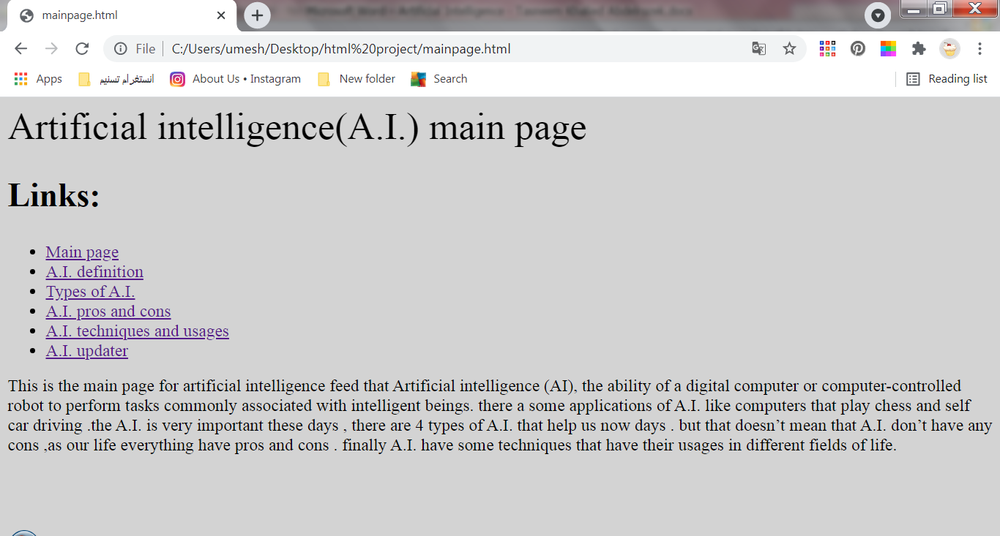 mainpage.html
File C:/Users/umesh/Desktop/html%20project/mainpage.html
Apps انستغرام تسنيم About Us • Instagram New folder Search Reading list
Artificial intelligence(A.I.) main page
Links:
Main page
A.I. definition
Types of A.I.
A.I. pros and cons
A.I. techniques and usages
A.I. updater
This is the main page for artificial intelligence feed that Artificial intelligence (AI), the ability of a digital computer or computer-controlled
robot to perform tasks commonly associated with intelligent beings. there a some applications of A.I. like computers that play chess and self
car driving .the A.I. is very important these days , there are 4 types of A.I. that help us now days . but that doesn’t mean that A.I. don’t have any
cons ,as our life everything have pros and cons . finally A.I. have some techniques that have their usages in different fields of life.